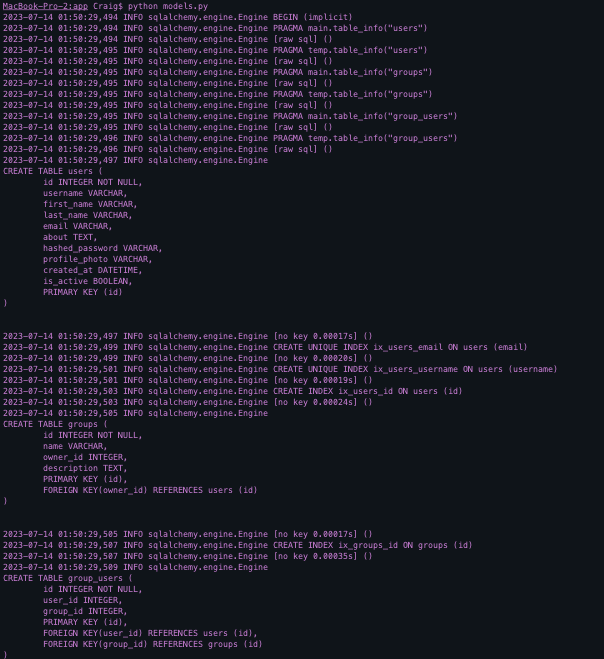 MacBook-Pro-2:app Craig$ python models.py
2023-07-14 01:50:29,494 INFO sqlalchemy.engine.Engine BEGIN (implicit)
2023-07-14 01:50:29,494 INFO sqlalchemy.engine.Engine PRAGMA main.table_info("users")
2023-07-14 01:50:29,494 INFO sqlalchemy.engine.Engine [raw sql] ()
2023-07-14 01:50:29,495 INFO sqlalchemy.engine.Engine PRAGMA temp.table_info("users")
2023-07-14 01:50:29,495 INFO sqlalchemy.engine.Engine [raw sql] ()
2023-07-14 01:50:29,495 INFO sqlalchemy.engine.Engine PRAGMA main.table_info("groups")
2023-07-14 01:50:29,495 INFO sqlalchemy.engine.Engine [raw sql] ()
2023-07-14 01:50:29,495 INFO sqlalchemy.engine.Engine PRAGMA temp.table_info("groups")
2023-07-14 01:50:29,495 INFO sqlalchemy.engine.Engine [raw sql] ()
2023-07-14 01:50:29,495 INFO sqlalchemy.engine.Engine PRAGMA main.table_info("group_users")
2023-07-14 01:50:29,495 INFO sqlalchemy.engine.Engine [raw sql] ()
2023-07-14 01:50:29,496 INFO sqlalchemy.engine.Engine PRAGMA temp.table_info("group_users")
2023-07-14 01:50:29,496 INFO sqlalchemy.engine.Engine [raw sql] ()
2023-07-14 01:50:29,497 INFO sqlalchemy.engine.Engine
CREATE TABLE users (
id INTEGER NOT NULL,
username VARCHAR,
first_name VARCHAR,
last_name VARCHAR,
email VARCHAR,
about TEXT,
hashed_password VARCHAR,
profile_photo VARCHAR,
created_at DATETIME,
is_active BOOLEAN,
PRIMARY KEY (id)
)
2023-07-14 01:50:29,497 INFO sqlalchemy.engine.Engine [no key 0.00017s] ()
2023-07-14 01:50:29,499 INFO sqlalchemy.engine.Engine CREATE UNIQUE INDEX ix_users_email ON users (email)
2023-07-14 01:50:29,499 INFO sqlalchemy.engine.Engine [no key 0.00020s] ()
2023-07-14 01:50:29,501 INFO sqlalchemy.engine.Engine CREATE UNIQUE INDEX ix_users_username ON users (username)
2023-07-14 01:50:29,501 INFO sqlalchemy.engine.Engine [no key 0.00019s] ()
2023-07-14 01:50:29,503 INFO sqlalchemy.engine.Engine CREATE INDEX ix_users_id ON users (id)
2023-07-14 01:50:29,503 INFO sqlalchemy.engine.Engine [no key 0.00024s] ()
2023-07-14 01:50:29,505 INFO sqlalchemy.engine.Engine
CREATE TABLE groups (
id INTEGER NOT NULL,
name VARCHAR,
owner_id INTEGER,
description TEXT,
PRIMARY KEY (id),
FOREIGN KEY(owner_id) REFERENCES users (id)
)
2023-07-14 01:50:29,505 INFO sqlalchemy.engine.Engine [no key 0.00017s] ()
2023-07-14 01:50:29,507 INFO sqlalchemy.engine.Engine CREATE INDEX ix_groups_id ON groups (id)
2023-07-14 01:50:29,507 INFO sqlalchemy.engine.Engine [no key 0.00035s] ()
2023-07-14 01:50:29,509 INFO sqlalchemy.engine.Engine
CREATE TABLE group_users (
id INTEGER NOT NULL,
user_id INTEGER,
group_id INTEGER,
PRIMARY KEY (id),
FOREIGN KEY(user_id) REFERENCES users (id),
FOREIGN KEY(group_id) REFERENCES groups (id)
)